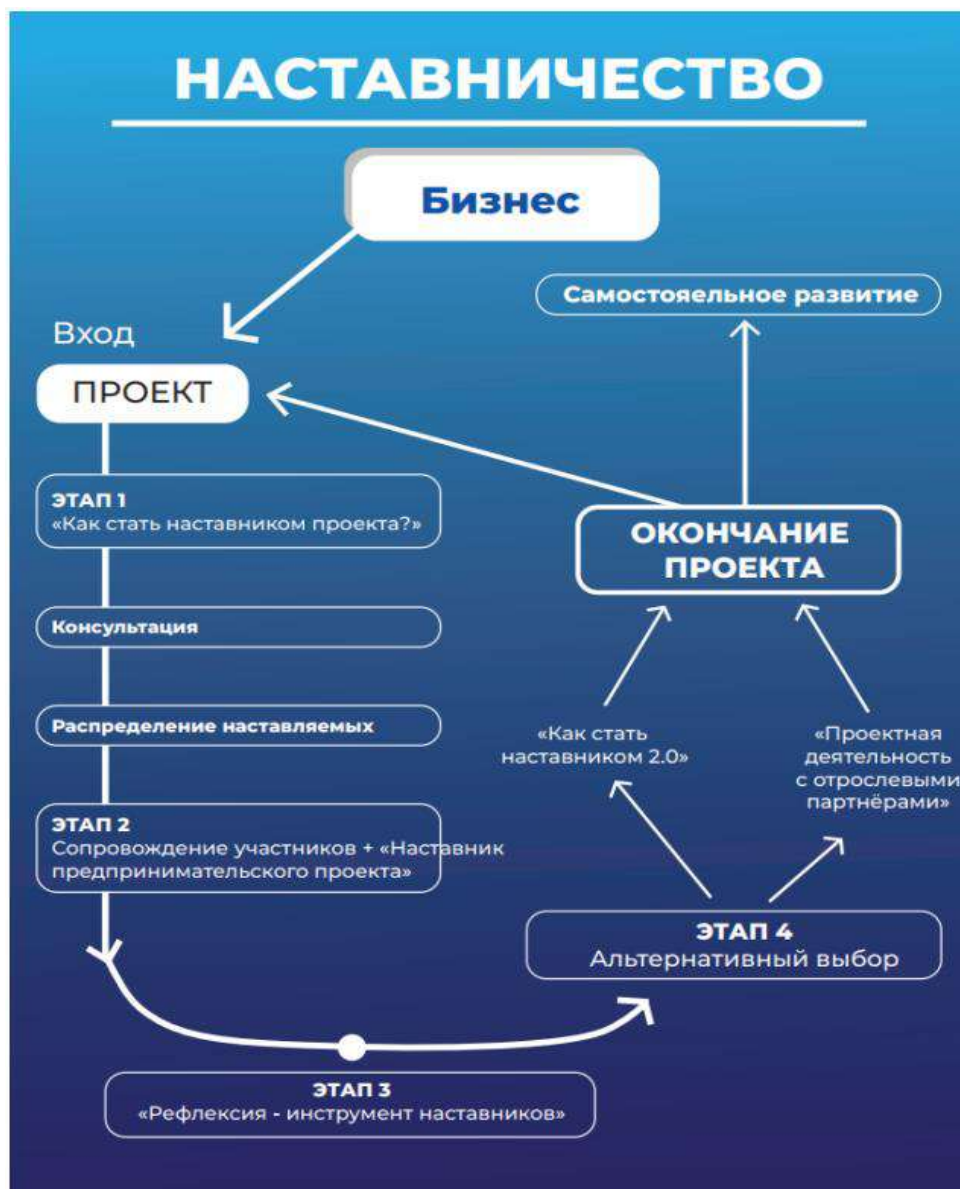 НАСТАВНИЧЕСТВО
Бизнес
Самостояельное развитие
Вход
ПРОЕКТ
ЭТАП 1
«Как стать наставником проекта?»
ОКОНЧАНИЕ
ПРОЕКТА
Консультация
Распределение наставляемых
«Как стать
наставником 2.0»
«Проектная
деятельность
с отрослевыми
партнёрами»
ЭТАП 2
Сопровождение участников + «Наставник
предпринимательского проекта»
ЭТАП 4
Альтернативный выбор
ЭТАП 3
«Рефлексия - инструмент наставников»